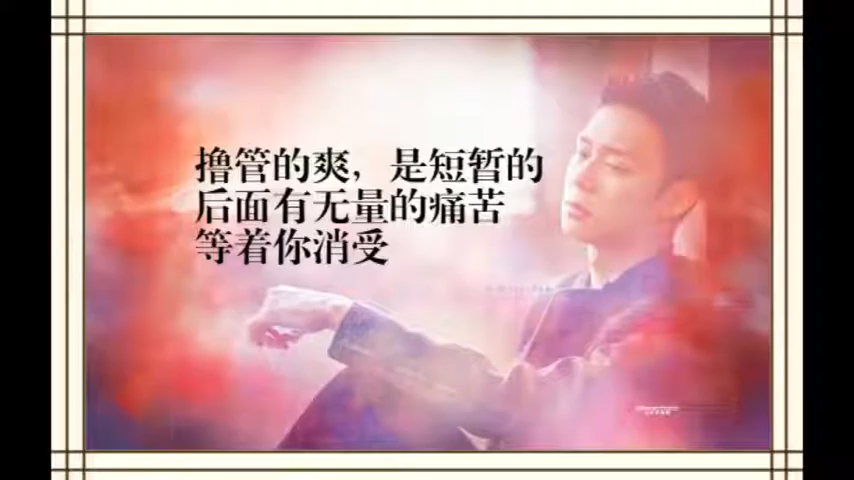 撸管的爽，是短暂的
后面有无量的痛苦
等着你消受